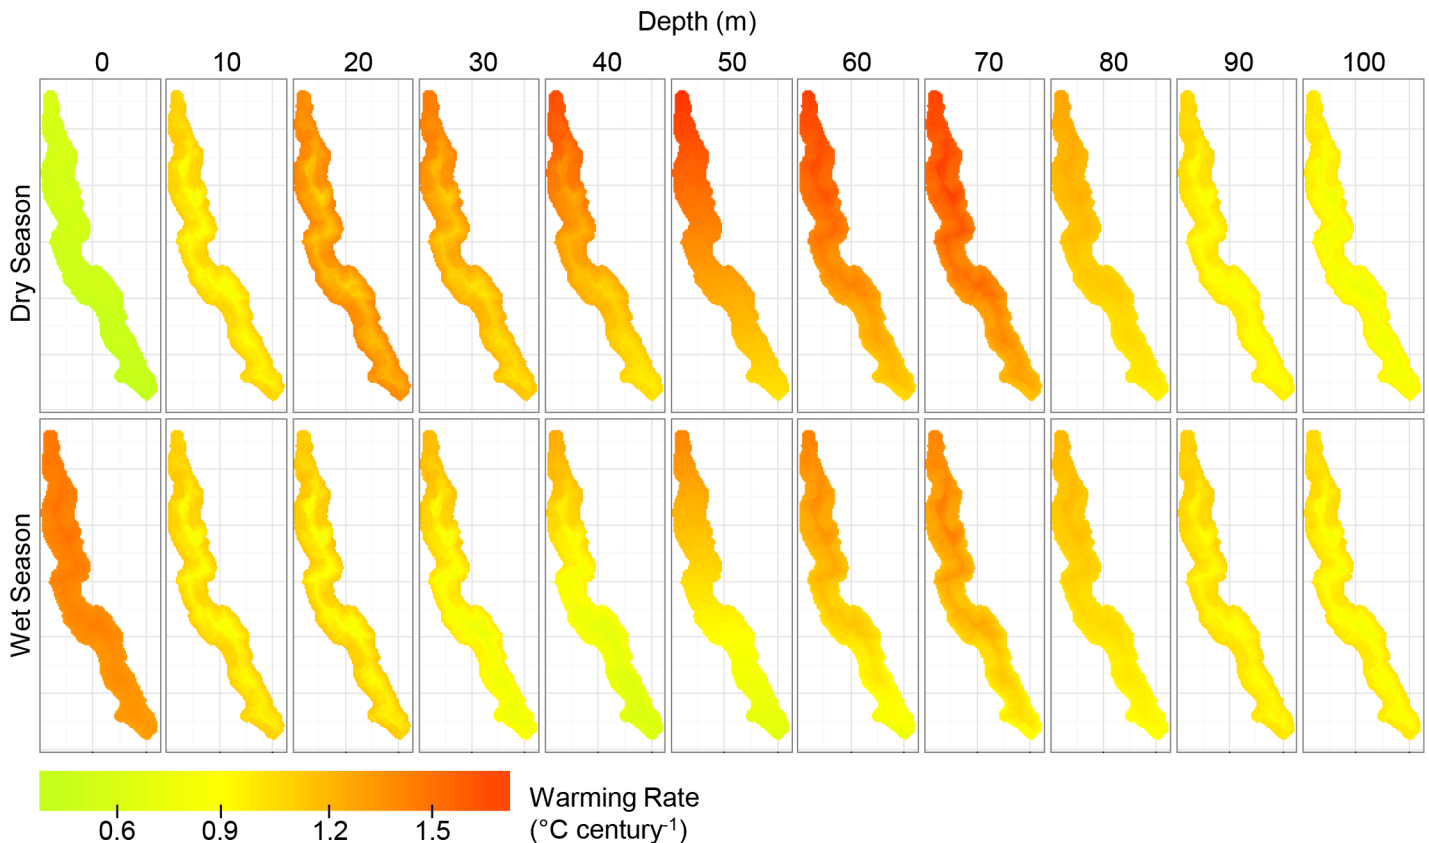 Depth (m)
0 10 20 30 40 50 60 70 80 90 100
Dry Season
Wet Season
0.6 0.9 1.2 1.5
Warming Rate
(°C century⁻¹)